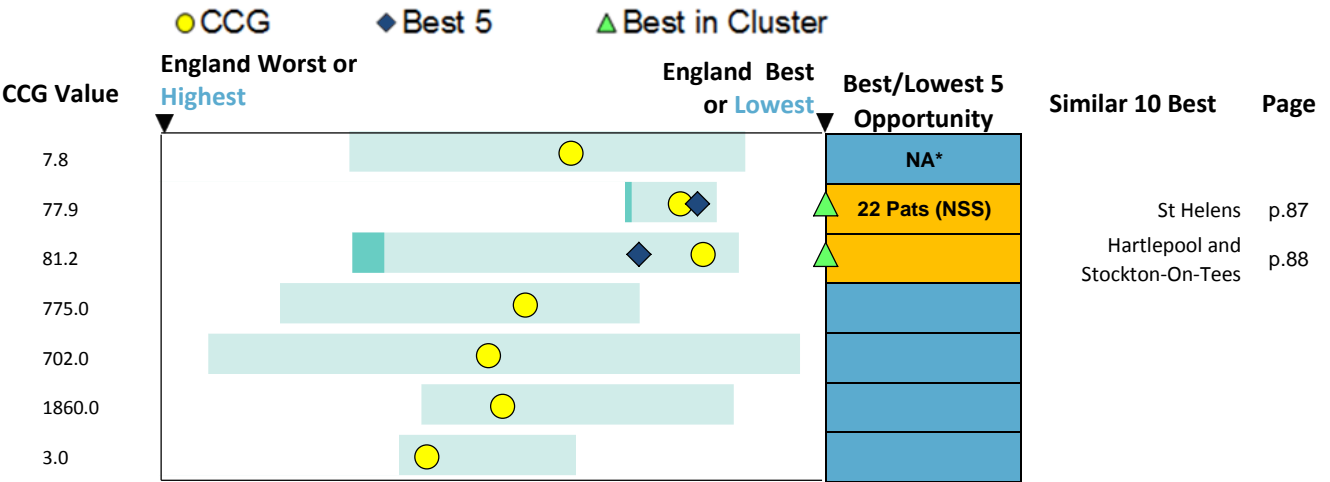 CCG Best 5 Best in Cluster
England Worst or
Highest
England Best
or Lowest
CCG Value
Best/Lowest 5
Opportunity
Similar 10 Best
Page
7.8
NA*
77.9
22 Pats (NSS)
St Helens
p.87
81.2
Hartlepool and
Stockton-On-Tees
p.88
775.0
702.0
1860.0
3.0